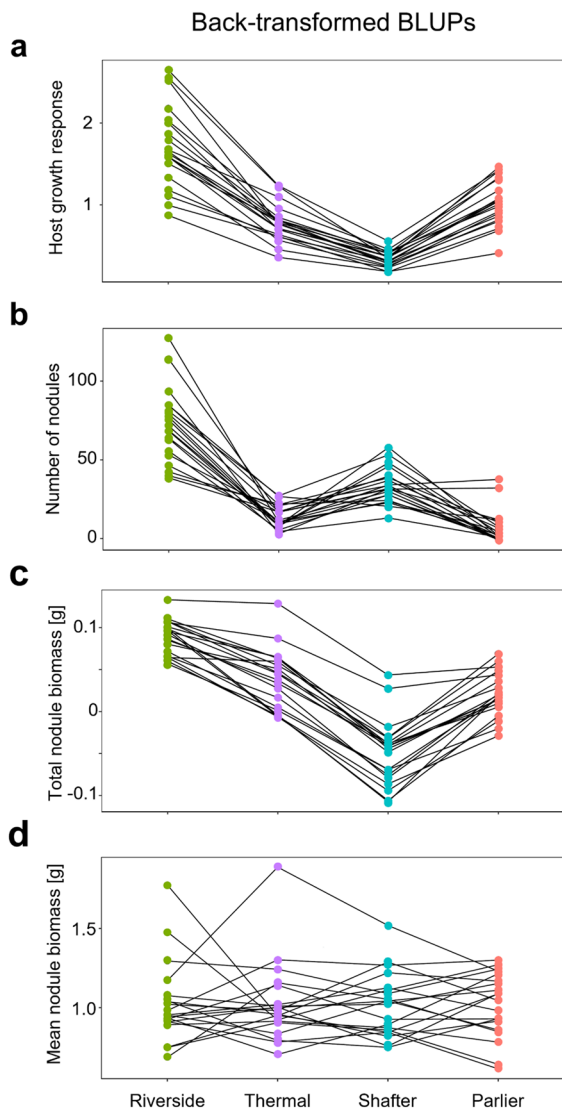 Back-transformed BLUPs
a
Host growth response
2
1
b
Number of nodules
100
50
0
c
Total nodule biomass [g]
0.1
0
-0.1
d
Mean nodule biomass [g]
1.5
1.0
Riverside Thermal Shafter Parlier